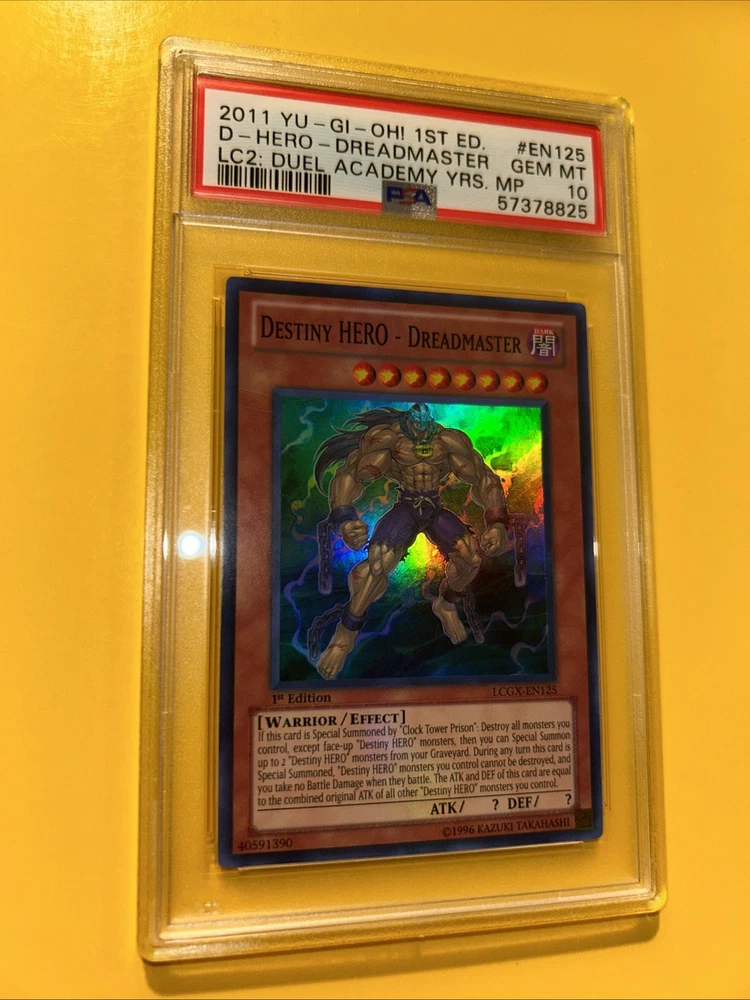 2011 YU-GI-OH! 1ST ED. #EN125
D-HERO-DREADMASTER GEM MT
LC2: DUEL ACADEMY YRS. MP 10
PSA 57378825
DESTINY HERO - DREADMASTER
DARK
闇
1st Edition LCGX-EN125
[WARRIOR/EFFECT]
If this card is Special Summoned by "Clock Tower Prison": Destroy all monsters you
control, except face-up "Destiny HERO" monsters, then you can Special Summon
up to 2 "Destiny HERO" monsters from your Graveyard. During any turn this card is
Special Summoned, "Destiny HERO" monsters you control cannot be destroyed, and
you take no Battle Damage when they battle. The ATK and DEF of this card are equal
to the combined original ATK of all other "Destiny HERO" monsters you control.
ATK/ ? DEF/ ?
40591390 ©1996 KAZUKI TAKAHASHI